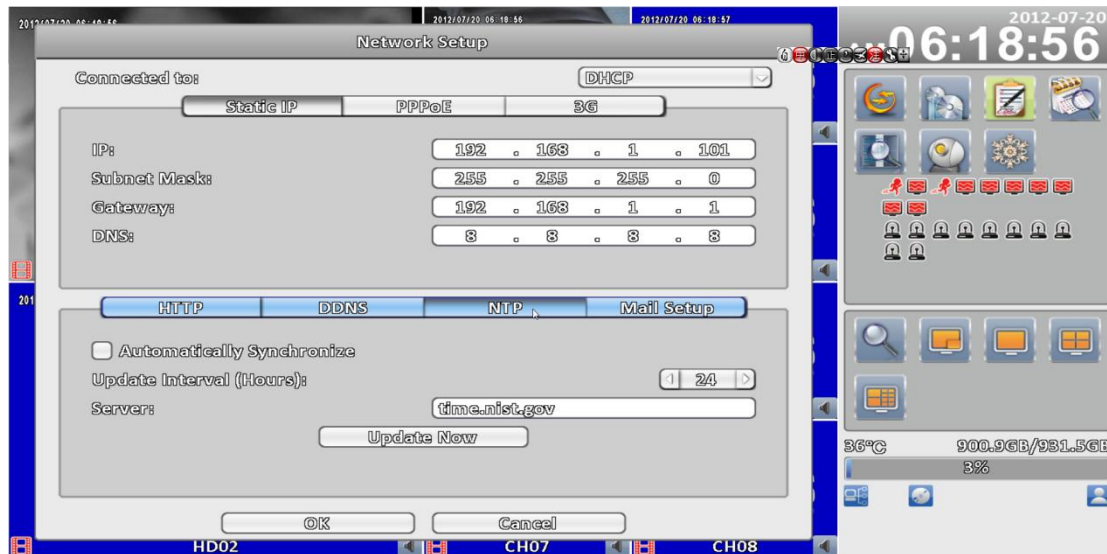 2012/07/20 06:18:56
2012/07/20 06:18:57
2012-07-20
06:18:56
Network Setup
Connected to: DHCP
Static IP PPPoE 3G
IP: 192 . 168 . 1 . 101
Subnet Mask: 255 . 255 . 255 . 0
Gateway: 192 . 168 . 1 . 1
DNS: 8 . 8 . 8 . 8
201
HTTP DDNS NTP Mail Setup
Automatically Synchronize
Update Interval (Hours): 24
Server: time.nist.gov
Update Now
36°C 900.9GB/931.5GB
3%
OK Cancel
HD02 CH07 CH08